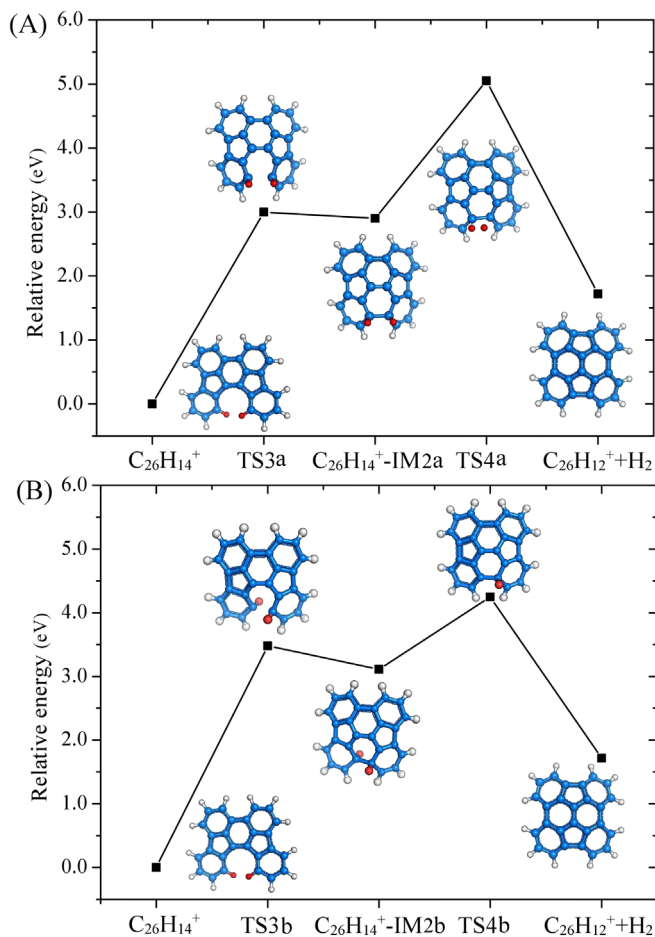 (A)
6.0
5.0
4.0
3.0
2.0
1.0
0.0
Relative energy (eV)
C₂₆H₁₄⁺ TS3a C₂₆H₁₄⁺-IM2a TS4a C₂₆H₁₂⁺+H₂
(B)
6.0
5.0
4.0
3.0
2.0
1.0
0.0
Relative energy (eV)
C₂₆H₁₄⁺ TS3b C₂₆H₁₄⁺-IM2b TS4b C₂₆H₁₂⁺+H₂